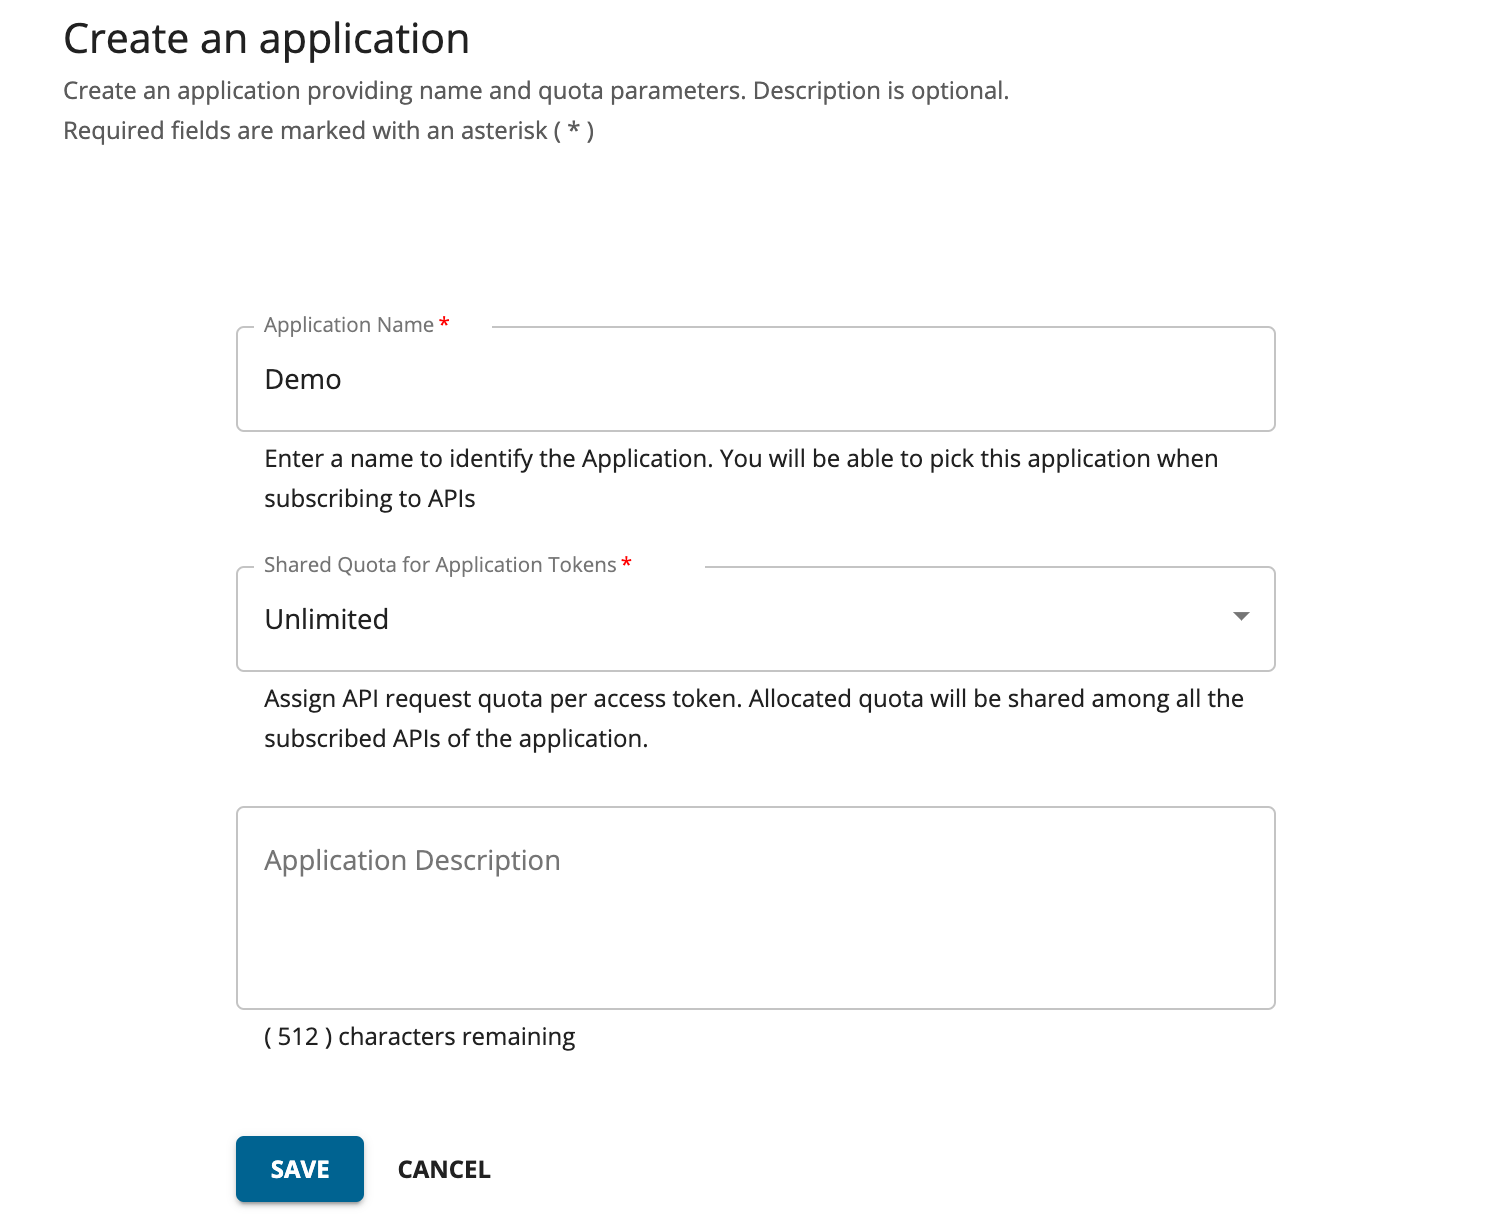 Create an application
Create an application providing name and quota parameters. Description is optional.
Required fields are marked with an asterisk ( * )
Application Name *
Demo
Enter a name to identify the Application. You will be able to pick this application when
subscribing to APIs
Shared Quota for Application Tokens *
Unlimited
Assign API request quota per access token. Allocated quota will be shared among all the
subscribed APIs of the application.
Application Description
( 512 ) characters remaining
SAVE CANCEL